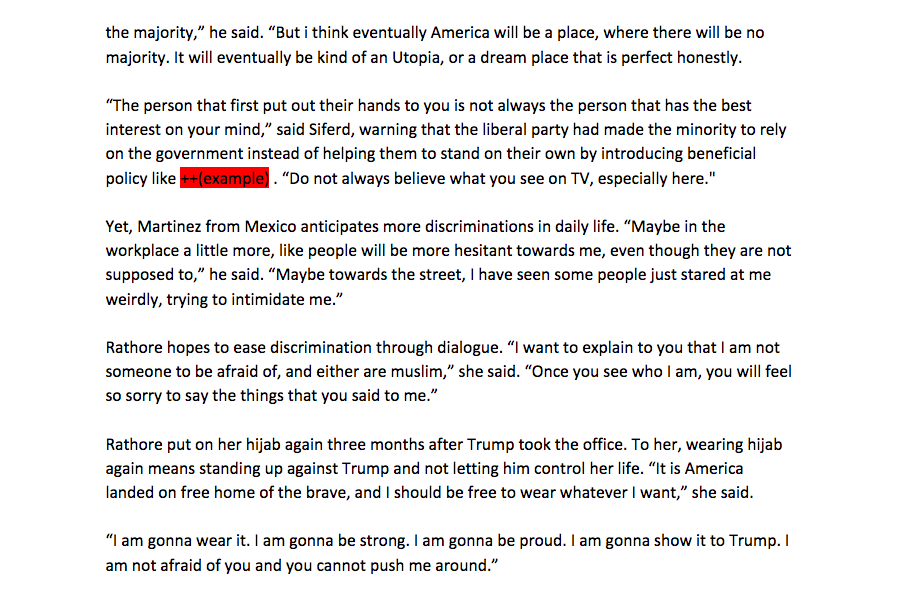 the majority,” he said. “But i think eventually America will be a place, where there will be no
majority. It will eventually be kind of an Utopia, or a dream place that is perfect honestly.
“The person that first put out their hands to you is not always the person that has the best
interest on your mind,” said Siferd, warning that the liberal party had made the minority to rely
on the government instead of helping them to stand on their own by introducing beneficial
policy like ++(example) . “Do not always believe what you see on TV, especially here."
Yet, Martinez from Mexico anticipates more discriminations in daily life. “Maybe in the
workplace a little more, like people will be more hesitant towards me, even though they are not
supposed to,” he said. “Maybe towards the street, I have seen some people just stared at me
weirdly, trying to intimidate me.”
Rathore hopes to ease discrimination through dialogue. “I want to explain to you that I am not
someone to be afraid of, and either are muslim,” she said. “Once you see who I am, you will feel
so sorry to say the things that you said to me.”
Rathore put on her hijab again three months after Trump took the office. To her, wearing hijab
again means standing up against Trump and not letting him control her life. “It is America
landed on free home of the brave, and I should be free to wear whatever I want,” she said.
“I am gonna wear it. I am gonna be strong. I am gonna be proud. I am gonna show it to Trump. I
am not afraid of you and you cannot push me around.”